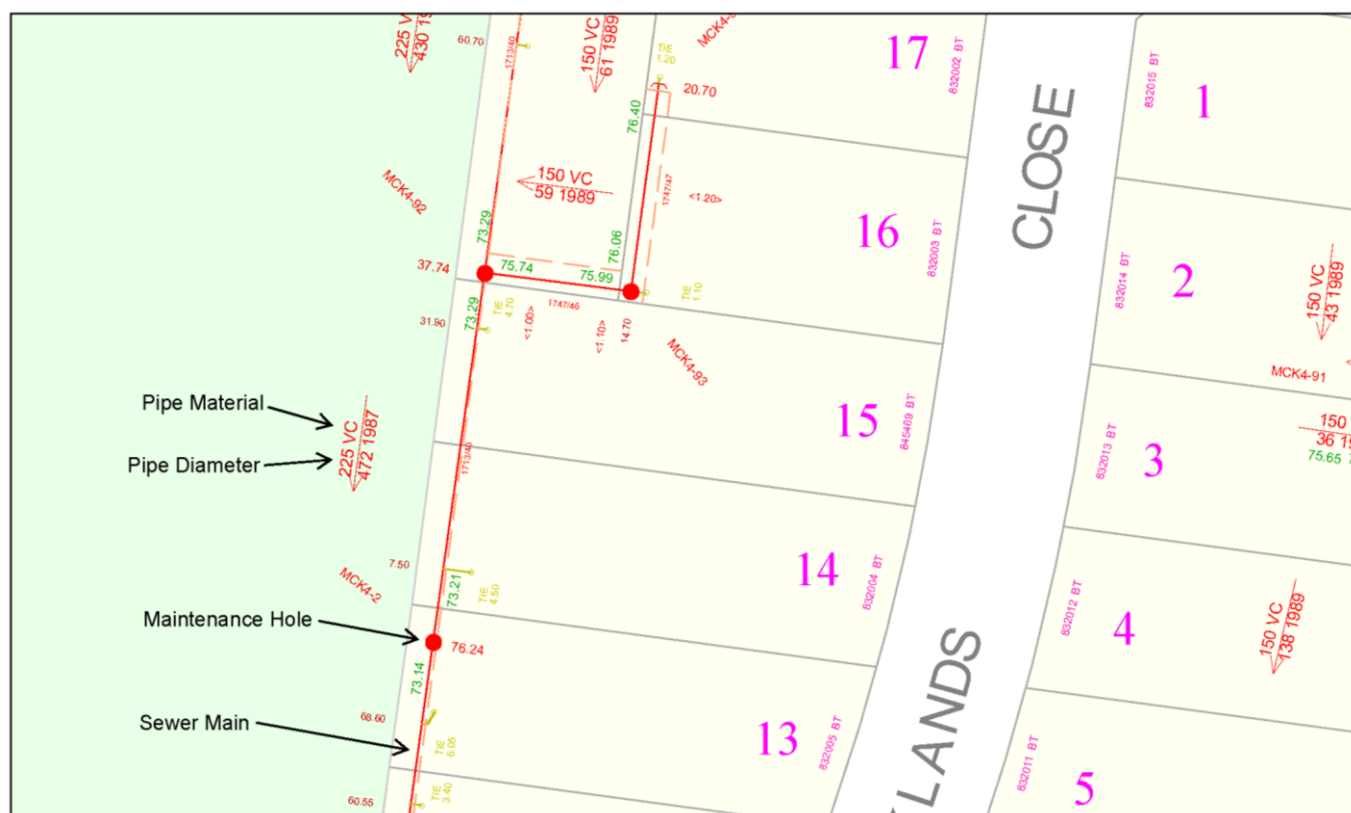 60.70
1713/40
150 VC
61 1989
TIE
1.20
20.70
17
832002 BT
832015 BT
1
76.40
CLOSE
150 VC
59 1989
MCK4-92
1747/47
<1.20>
16
832003 BT
73.29
76.06
37.74
75.74
75.99
832014 BT
2
150 VC
43 1989
31.90
73.29
TIE
4.70
1747/46
TIE
1.10
<1.00>
<1.10>
14.70
MCK4-93
MCK4-91
Pipe Material
Pipe Diameter
225 VC
472 1987
15
845469 BT
1713/40
832013 BT
3
150
75.65
7.50
MCK4-2
73.21
TIE
4.50
14
832004 BT
832012 BT
4
150 VC
138 1989
Maintenance Hole
76.24
73.14
68.60
Sewer Main
TIE
6.05
13
832005 BT
LANDS
832011 BT
5
60.55
TIE
3.40